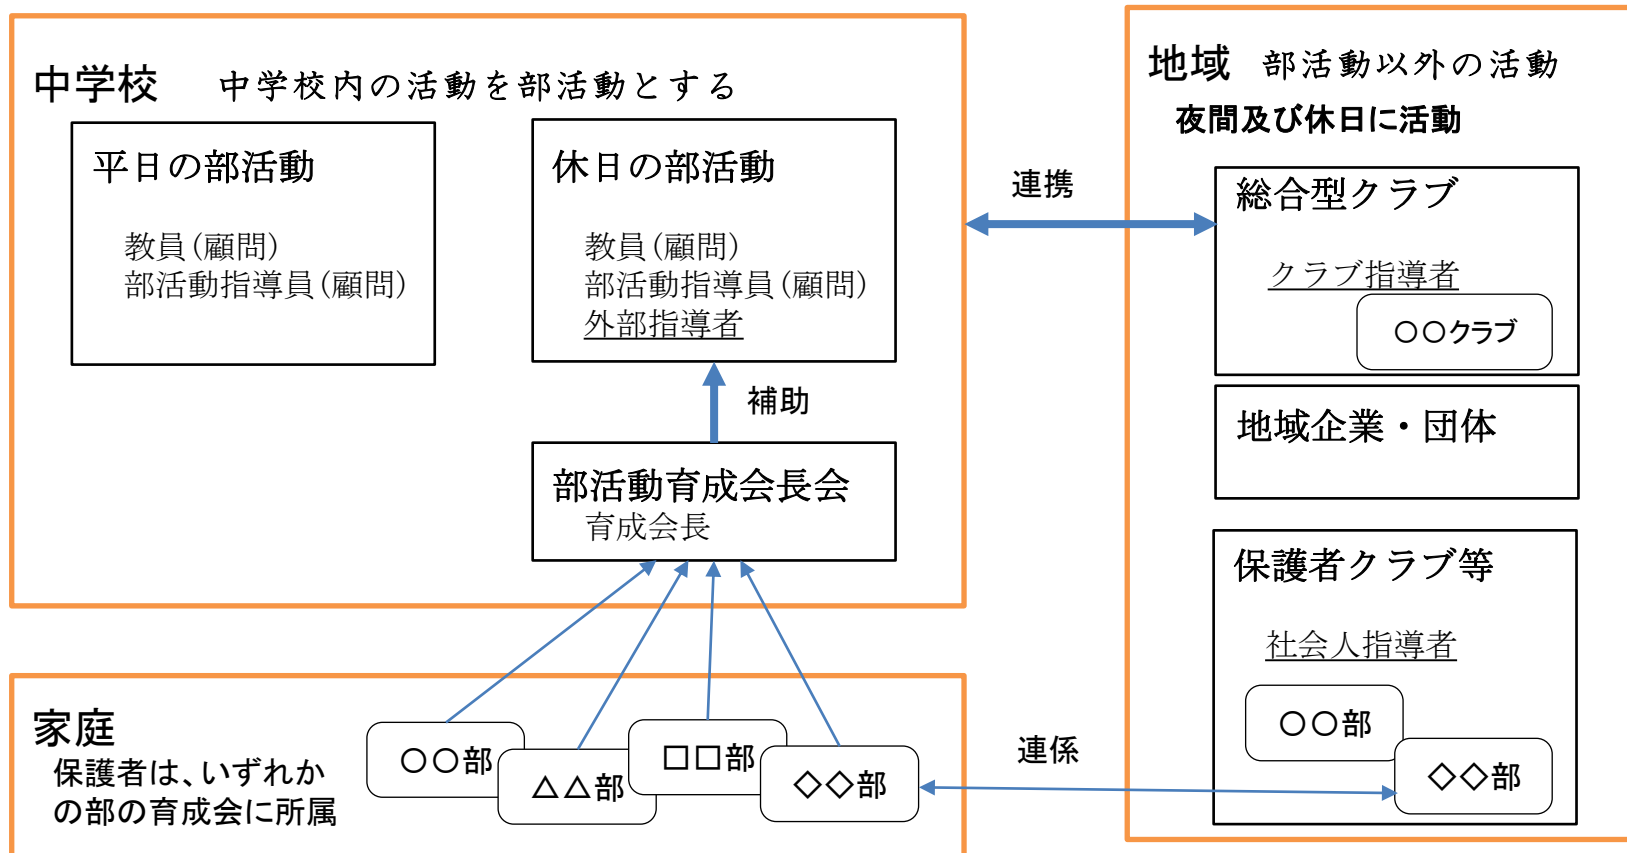 中学校 中学校内の活動を部活動とする
平日の部活動
教員(顧問)
部活動指導員(顧問)
休日の部活動
教員(顧問)
部活動指導員(顧問)
外部指導者
補助
部活動育成会長会
育成会長
連携
地域 部活動以外の活動
夜間及び休日に活動
総合型クラブ
クラブ指導者
○○クラブ
地域企業・団体
保護者クラブ等
社会人指導者
○○部
◇◇部
家庭
保護者は、いずれか
の部の育成会に所属
○○部
△△部
□□部
◇◇部
連係